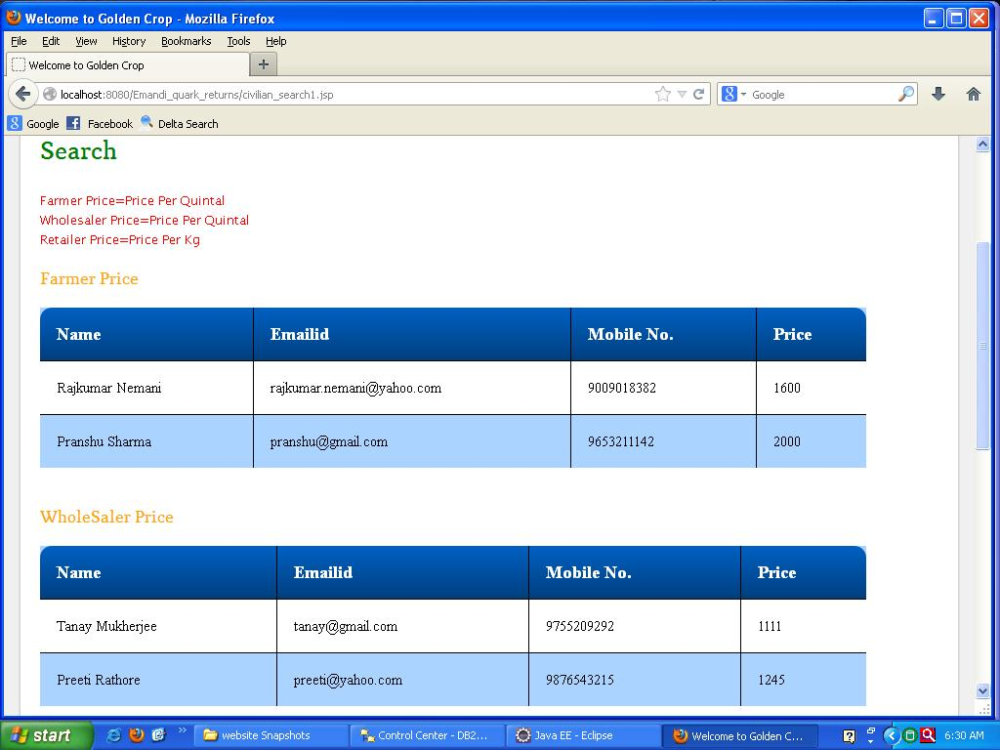 Welcome to Golden Crop - Mozilla Firefox
File Edit View History Bookmarks Tools Help
Welcome to Golden Crop +
localhost:8080/Emandi_quark_returns/civilian_search1.jsp Google
Google Facebook Delta Search
Search
Farmer Price=Price Per Quintal
Wholesaler Price=Price Per Quintal
Retailer Price=Price Per Kg
Farmer Price
Name Emailid Mobile No. Price
Rajkumar Nemani rajkumar.nemani@yahoo.com 9009018382 1600
Pranshu Sharma pranshu@gmail.com 9653211142 2000
WholeSaler Price
Name Emailid Mobile No. Price
Tanay Mukherjee tanay@gmail.com 9755209292 1111
Preeti Rathore preeti@yahoo.com 9876543215 1245
start website Snapshots Control Center - DB2... Java EE - Eclipse Welcome to Golden C... 6:30 AM